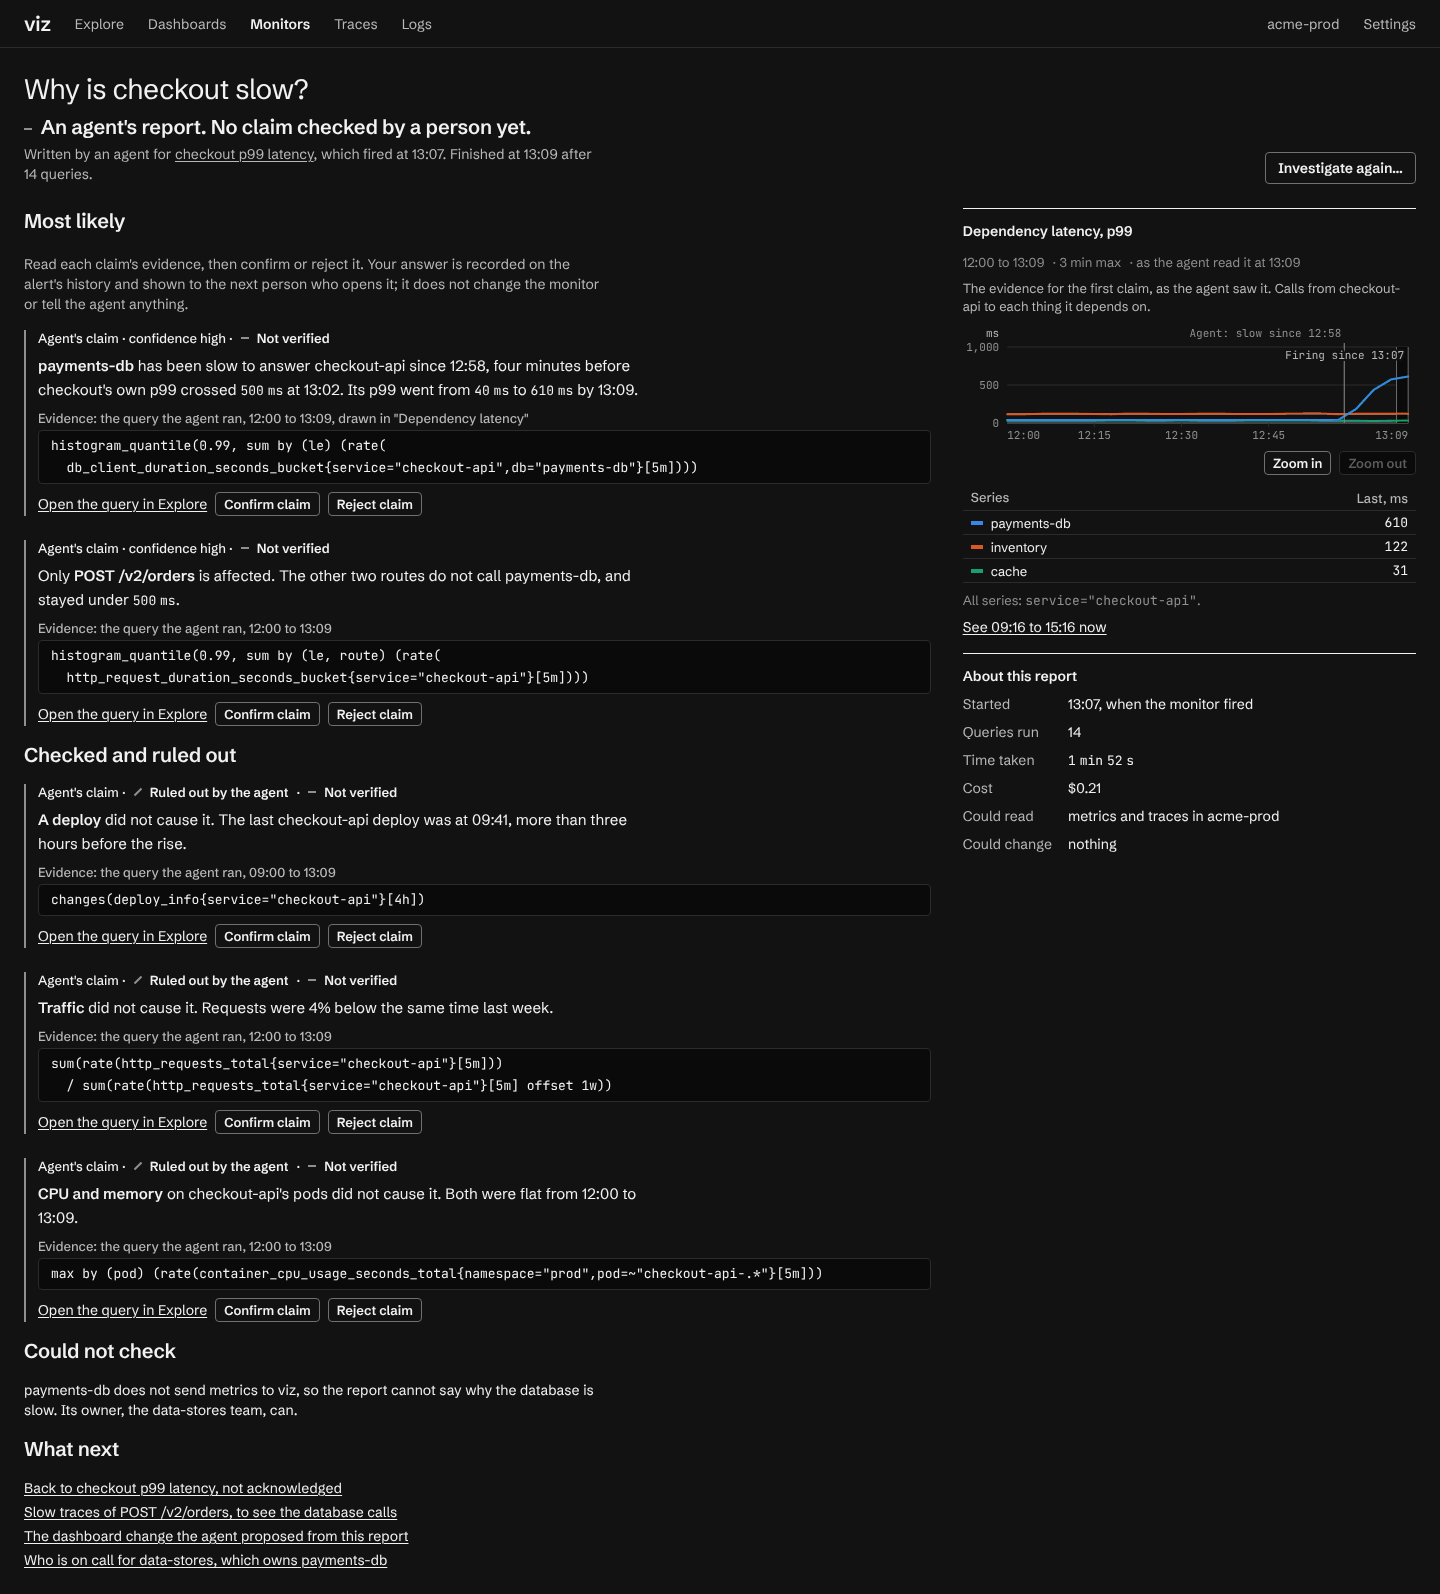 viz Explore Dashboards Monitors Traces Logs acme-prod Settings
Why is checkout slow?
– An agent's report. No claim checked by a person yet.
Written by an agent for checkout p99 latency, which fired at 13:07. Finished at 13:09 after
14 queries.
Investigate again...
Most likely
Read each claim's evidence, then confirm or reject it. Your answer is recorded on the
alert's history and shown to the next person who opens it; it does not change the monitor
or tell the agent anything.
Agent's claim · confidence high · – Not verified
payments-db has been slow to answer checkout-api since 12:58, four minutes before
checkout's own p99 crossed 500 ms at 13:02. Its p99 went from 40 ms to 610 ms by 13:09.
Evidence: the query the agent ran, 12:00 to 13:09, drawn in "Dependency latency"
histogram_quantile(0.99, sum by (le) (rate(
db_client_duration_seconds_bucket{service="checkout-api",db="payments-db"}[5m])))
Open the query in Explore Confirm claim Reject claim
Agent's claim · confidence high · – Not verified
Only POST /v2/orders is affected. The other two routes do not call payments-db, and
stayed under 500 ms.
Evidence: the query the agent ran, 12:00 to 13:09
histogram_quantile(0.99, sum by (le, route) (rate(
http_request_duration_seconds_bucket{service="checkout-api"}[5m])))
Open the query in Explore Confirm claim Reject claim
Checked and ruled out
Agent's claim · Ruled out by the agent · – Not verified
A deploy did not cause it. The last checkout-api deploy was at 09:41, more than three
hours before the rise.
Evidence: the query the agent ran, 09:00 to 13:09
changes(deploy_info{service="checkout-api"}[4h])
Open the query in Explore Confirm claim Reject claim
Agent's claim · Ruled out by the agent · – Not verified
Traffic did not cause it. Requests were 4% below the same time last week.
Evidence: the query the agent ran, 12:00 to 13:09
sum(rate(http_requests_total{service="checkout-api"}[5m]))
/ sum(rate(http_requests_total{service="checkout-api"}[5m] offset 1w))
Open the query in Explore Confirm claim Reject claim
Agent's claim · Ruled out by the agent · – Not verified
CPU and memory on checkout-api's pods did not cause it. Both were flat from 12:00 to
13:09.
Evidence: the query the agent ran, 12:00 to 13:09
max by (pod) (rate(container_cpu_usage_seconds_total{namespace="prod",pod=~"checkout-api-.*"}[5m]))
Open the query in Explore Confirm claim Reject claim
Could not check
payments-db does not send metrics to viz, so the report cannot say why the database is
slow. Its owner, the data-stores team, can.
What next
Back to checkout p99 latency, not acknowledged
Slow traces of POST /v2/orders, to see the database calls
The dashboard change the agent proposed from this report
Who is on call for data-stores, which owns payments-db
Dependency latency, p99
12:00 to 13:09 · 3 min max · as the agent read it at 13:09
The evidence for the first claim, as the agent saw it. Calls from checkout-
api to each thing it depends on.
ms Agent: slow since 12:58
1,000
Firing since 13:07
500
0
12:00 12:15 12:30 12:45 13:09
Zoom in Zoom out
Series Last, ms
payments-db 610
inventory 122
cache 31
All series: service="checkout-api".
See 09:16 to 15:16 now
About this report
Started 13:07, when the monitor fired
Queries run 14
Time taken 1 min 52 s
Cost $0.21
Could read metrics and traces in acme-prod
Could change nothing